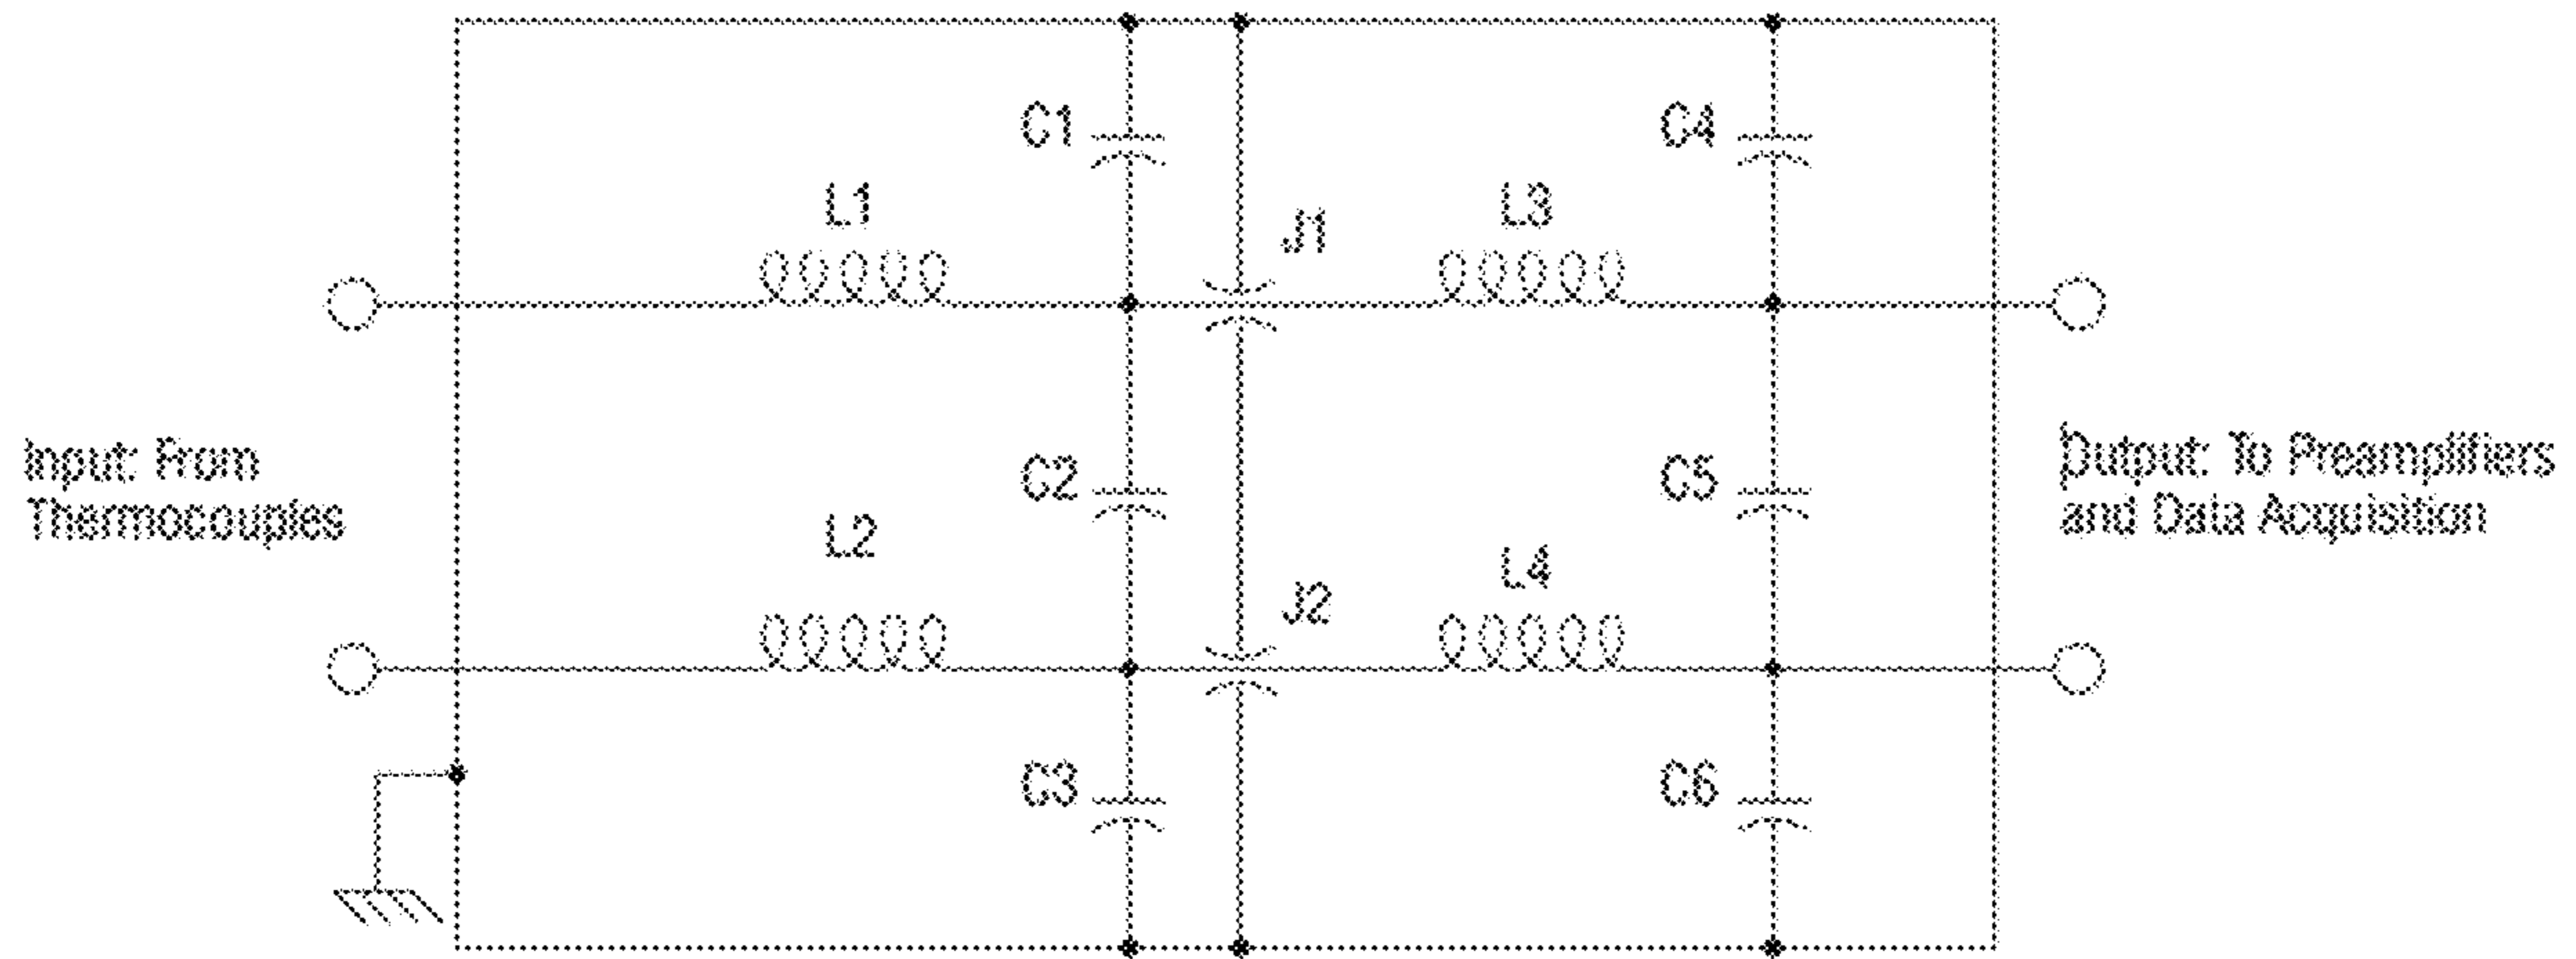 C1
C4
L1
L3
J1
Input: From
Thermocouples
C2
C5
Output: To Preamplifiers
and Data Acquisition
L2
L4
J2
C3
C6